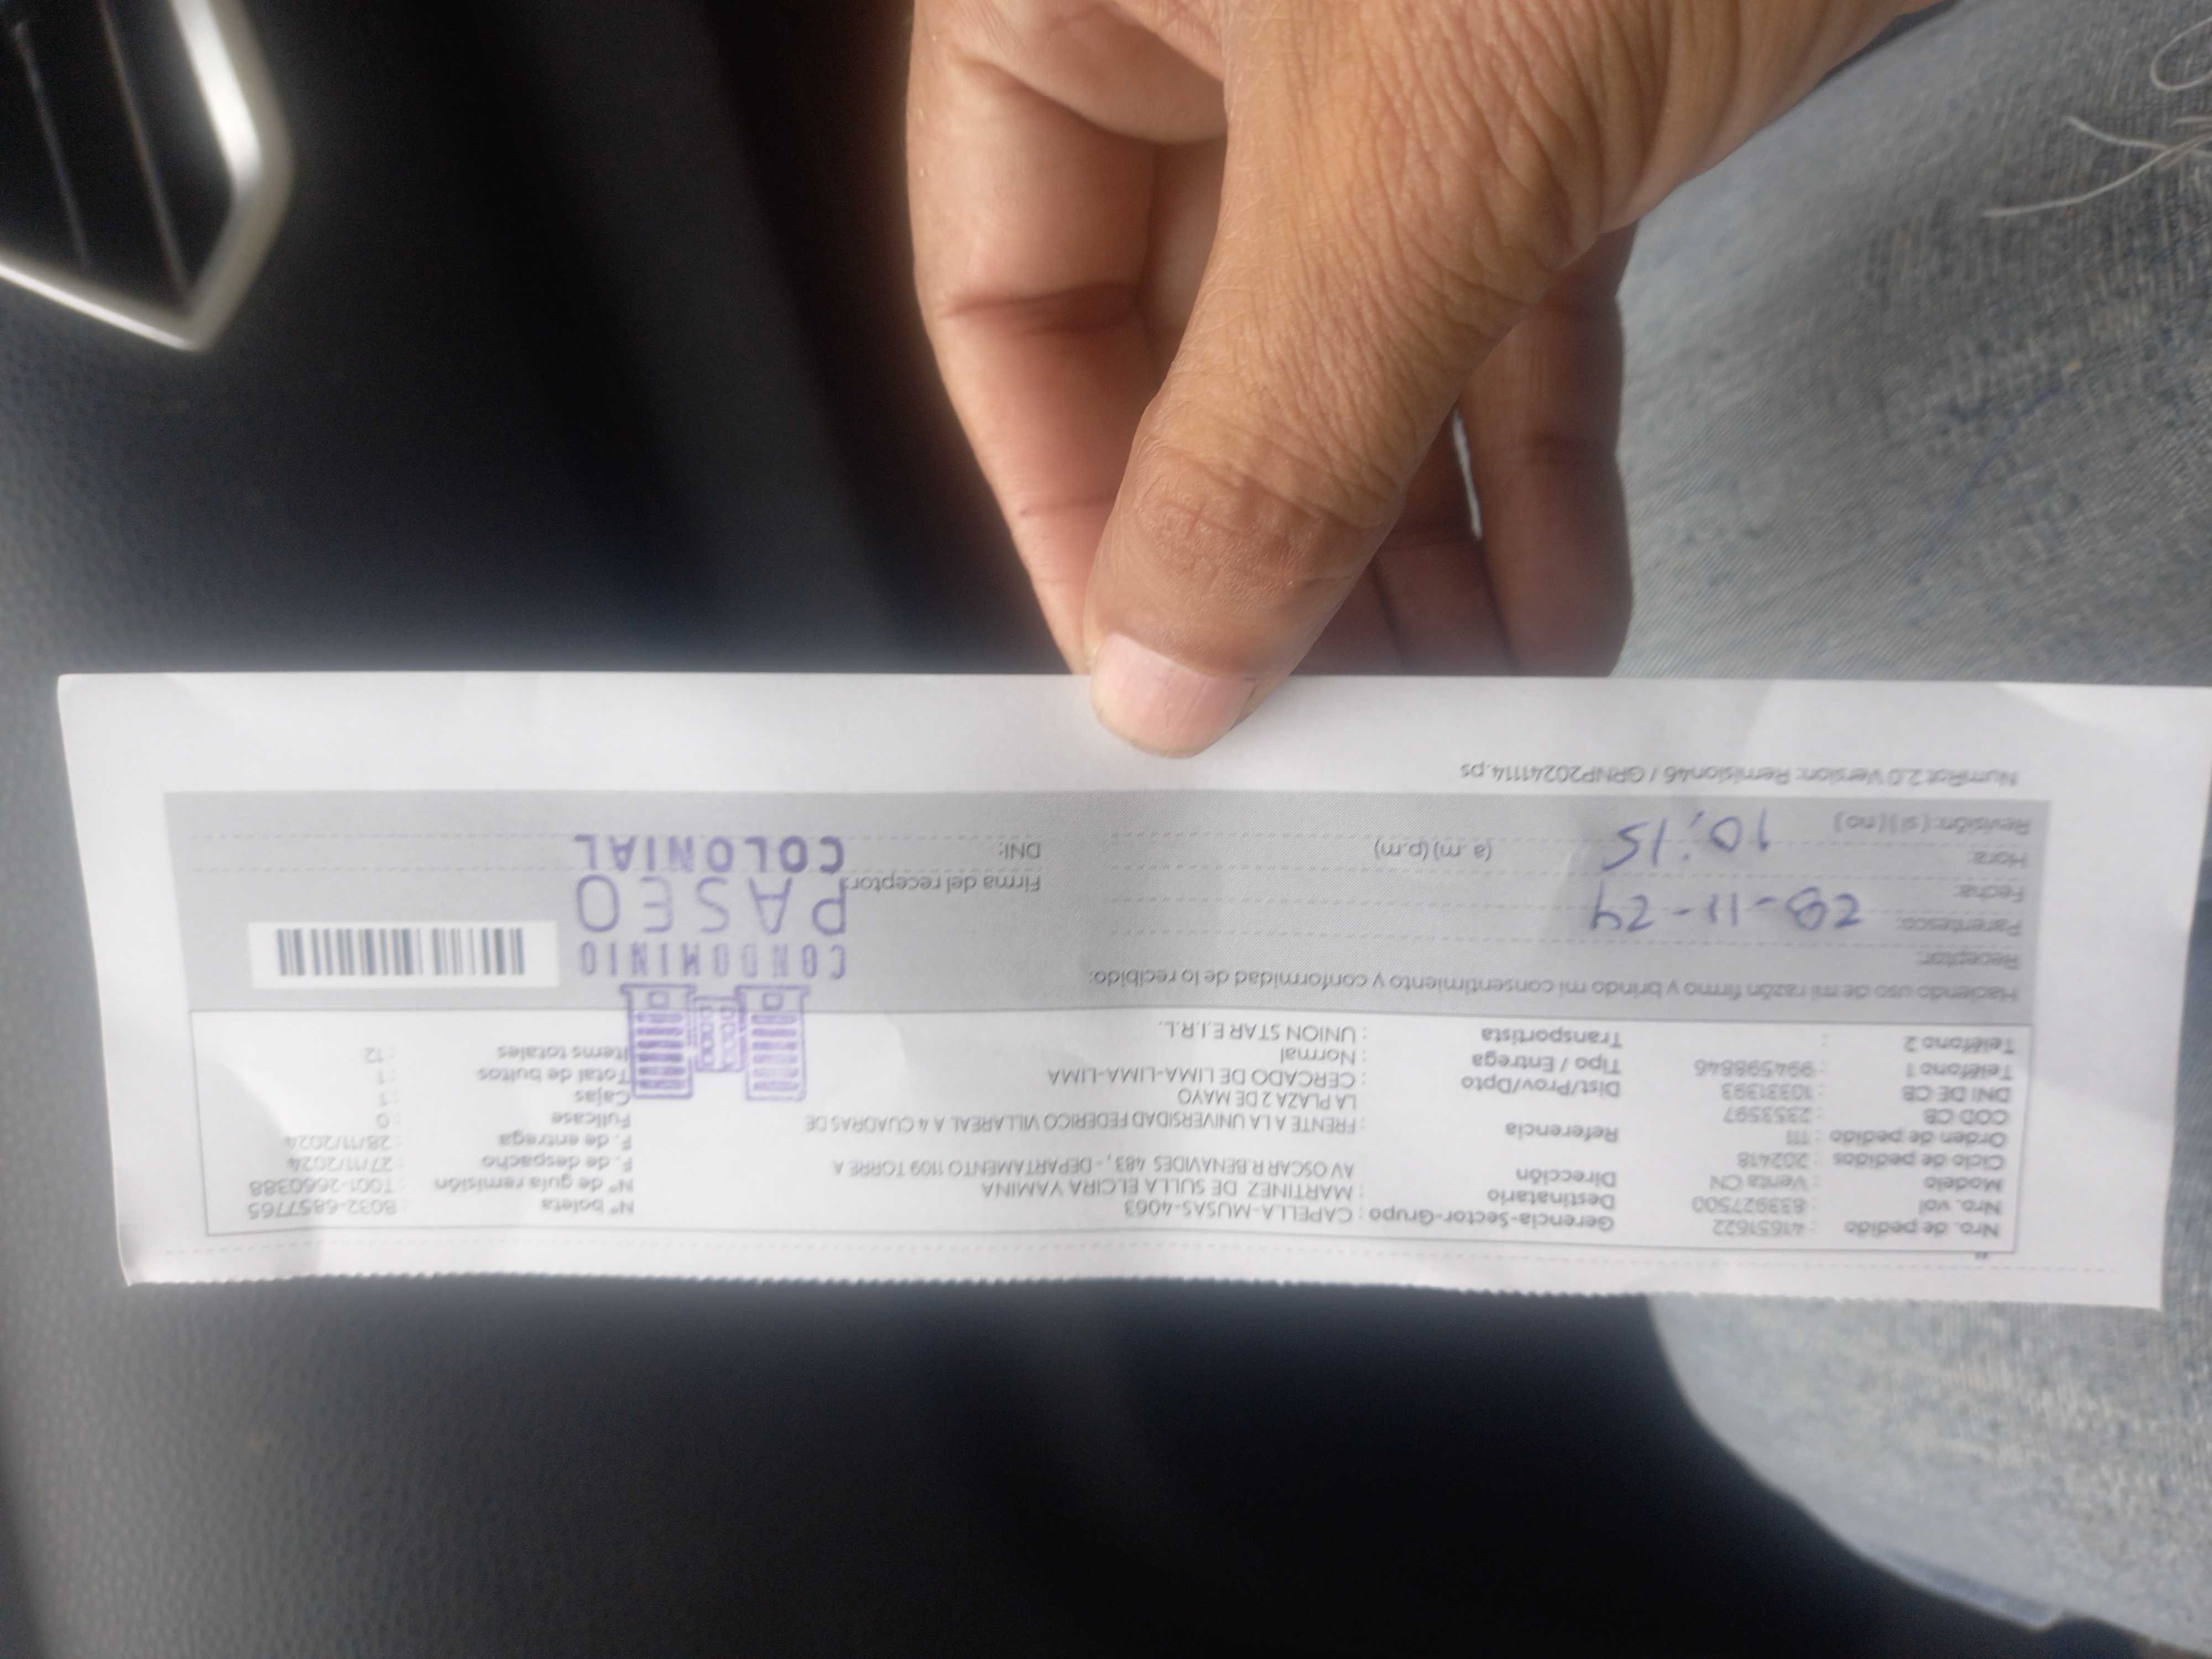 Nro. de pedido : 41651622
Nro. vol : 833927500
Modelo : Venta CN
Ciclo de pedidos : 202418
Orden de pedido : 111
COD CB : 2353597
DNI DE CB : 10331393
Teléfono 1 : 994598846
Teléfono 2 :
Gerencia-Sector-Grupo : CAPELLA-MUSAS-4063
Destinatario : MARTINEZ DE SULLA ELCIRA YAMINA
Dirección AV OSCAR R.BENAVIDES 483, - DEPARTAMENTO 1109 TORRE A
Referencia : FRENTE A LA UNIVERSIDAD FEDERICO VILLAREAL A 4 CUADRAS DE
LA PLAZA 2 DE MAYO
Dist/Prov/Dpto : CERCADO DE LIMA-LIMA-LIMA
Tipo / Entrega : Normal
Transportista : UNION STAR E.I.R.L.
N° boleta : B032-6857765
N° de guía remisión : T001-2660388
F. de despacho : 27/11/2024
F. de entrega : 28/11/2024
Fullcase : 0
Cajas : 1
Total de bultos : 1
Items totales : 12
Haciendo uso de mi razón firmo y brindo mi consentimiento y conformidad de lo recibido:
Receptor:
Parentesco:
Fecha: 28-11-24
Hora: 10:15 (a.m) (p.m)
Revisión: (si) (no)
Firma del receptor:
DNI:
CONDOMINIO
PASEO
COLONIAL
NumRot 2.0 Version: Remision46 / GRNP20241114.ps